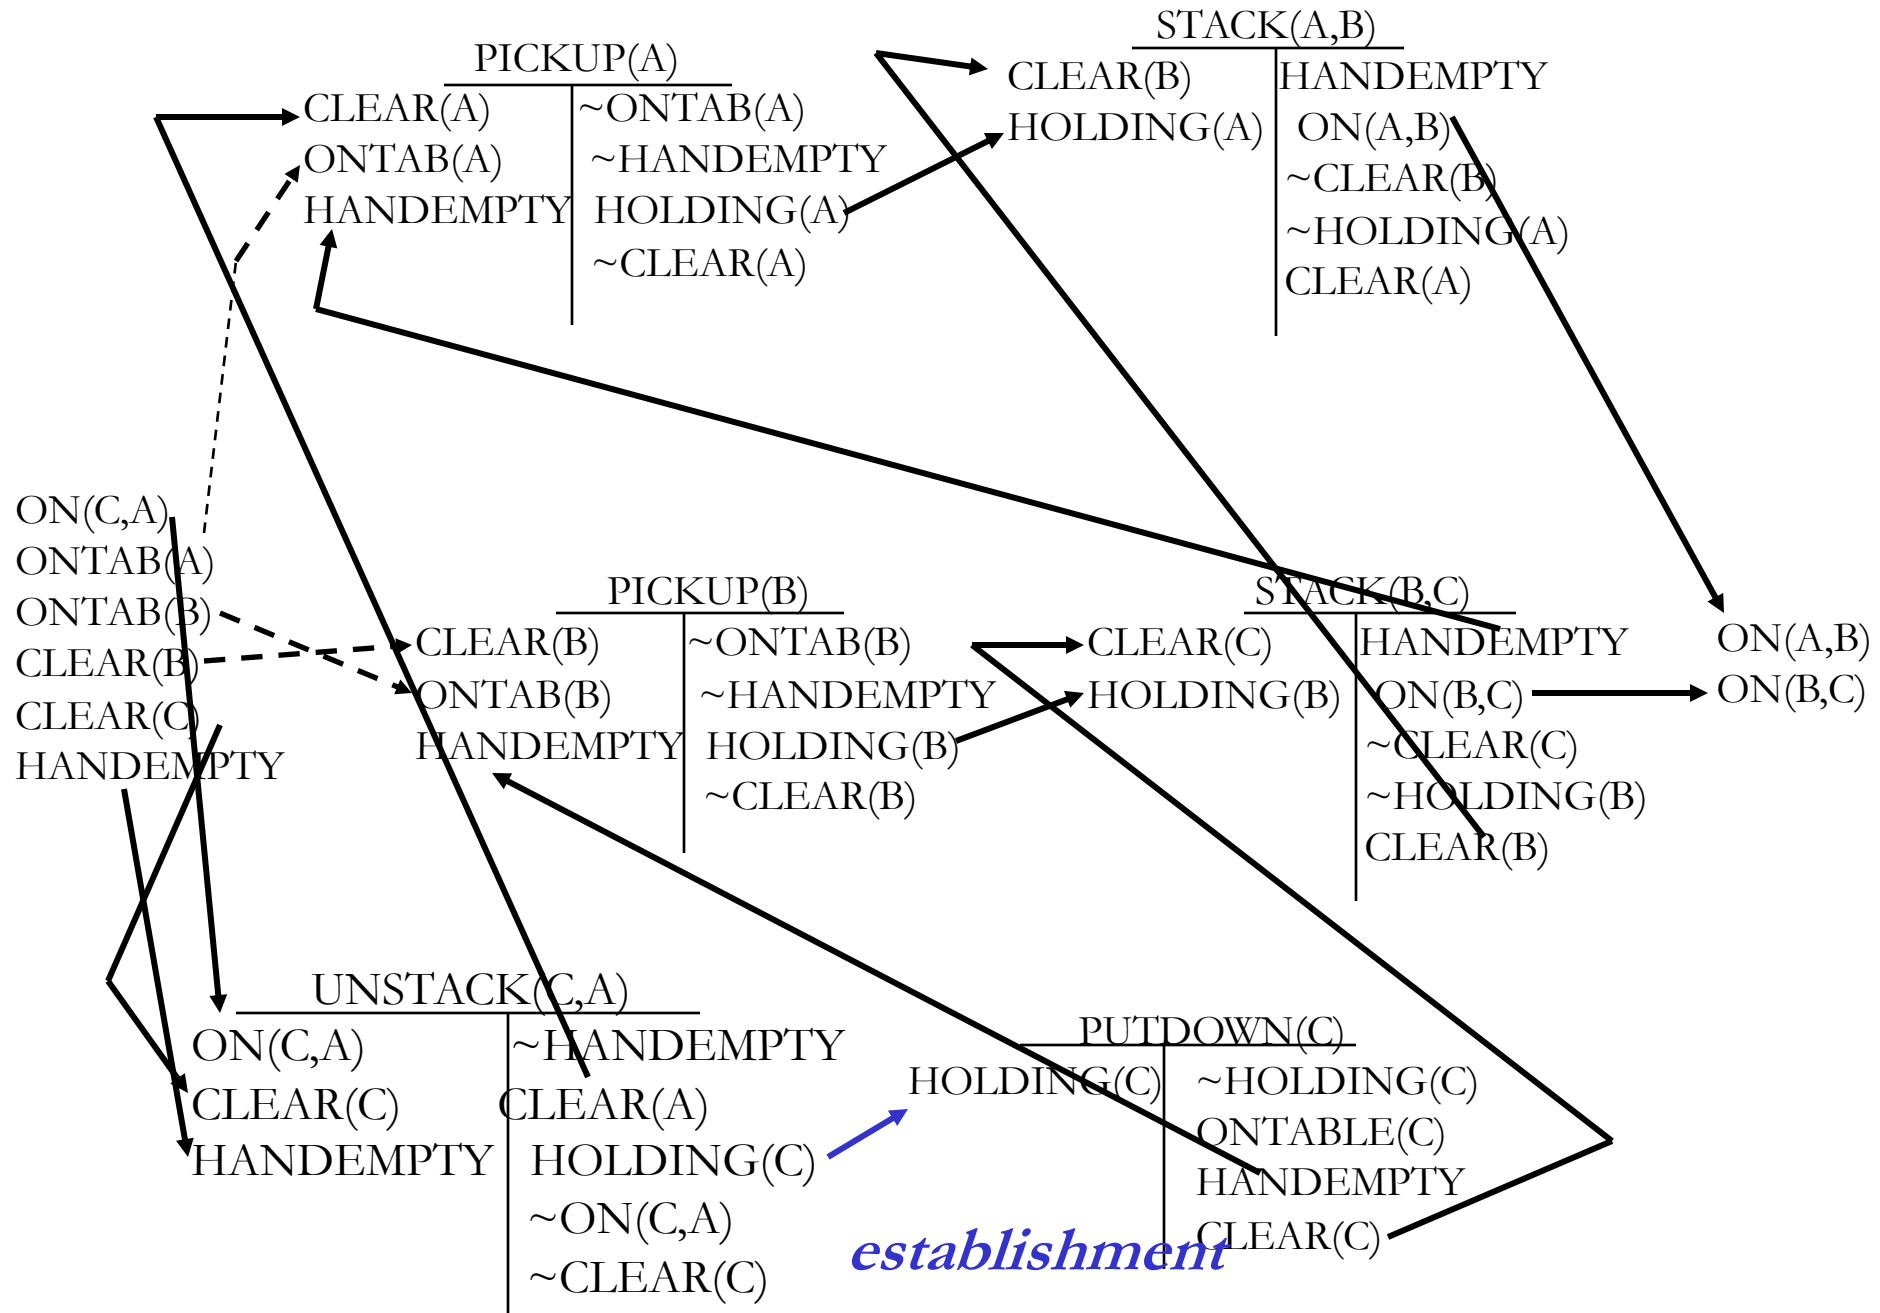 PICKUP(A)
CLEAR(A)
ONTAB(A)
HANDEMPTY
~ONTAB(A)
~HANDEMPTY
HOLDING(A)
~CLEAR(A)
STACK(A,B)
CLEAR(B)
HOLDING(A)
HANDEMPTY
ON(A,B)
~CLEAR(B)
~HOLDING(A)
CLEAR(A)
ON(C,A)
ONTAB(A)
ONTAB(B)
CLEAR(B)
CLEAR(C)
HANDEMPTY
PICKUP(B)
CLEAR(B)
ONTAB(B)
HANDEMPTY
~ONTAB(B)
~HANDEMPTY
HOLDING(B)
~CLEAR(B)
STACK(B,C)
CLEAR(C)
HOLDING(B)
HANDEMPTY
ON(B,C)
~CLEAR(C)
~HOLDING(B)
CLEAR(B)
ON(A,B)
ON(B,C)
UNSTACK(C,A)
ON(C,A)
CLEAR(C)
HANDEMPTY
~HANDEMPTY
CLEAR(A)
HOLDING(C)
~ON(C,A)
~CLEAR(C)
PUTDOWN(C)
HOLDING(C)
~HOLDING(C)
ONTABLE(C)
HANDEMPTY
CLEAR(C)
establishment